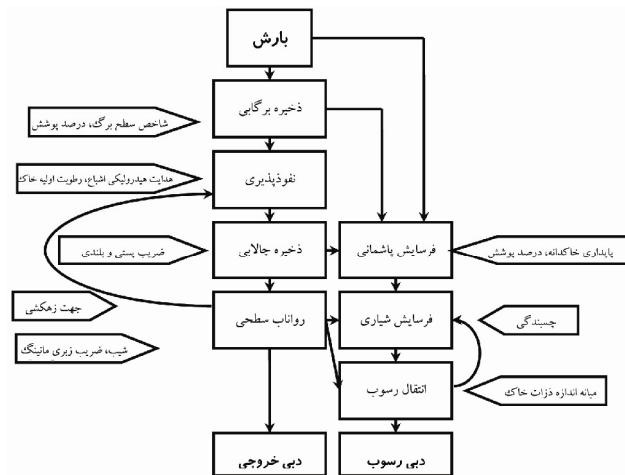 بارش
ذخیره برگابی
شاخص سطح برگ، درصد پوشش
نفوذپذیری
هدایت هیدرولیکی اشباع، رطوبت اولیه خاک
ذخیره چالابی
فرسایش پاشمانی
ضریب پستی و بلندی
پایداری خاکدانه، درصد پوشش
رواناب سطحی
فرسایش شیاری
جهت زهکشی
چسبندگی
شیب، ضریب زبری مانینگ
انتقال رسوب
میانه اندازه ذرات خاک
دبی خروجی
دبی رسوب